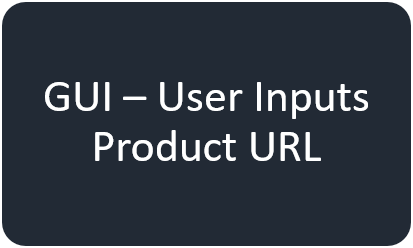 GUI – User Inputs
Product URL